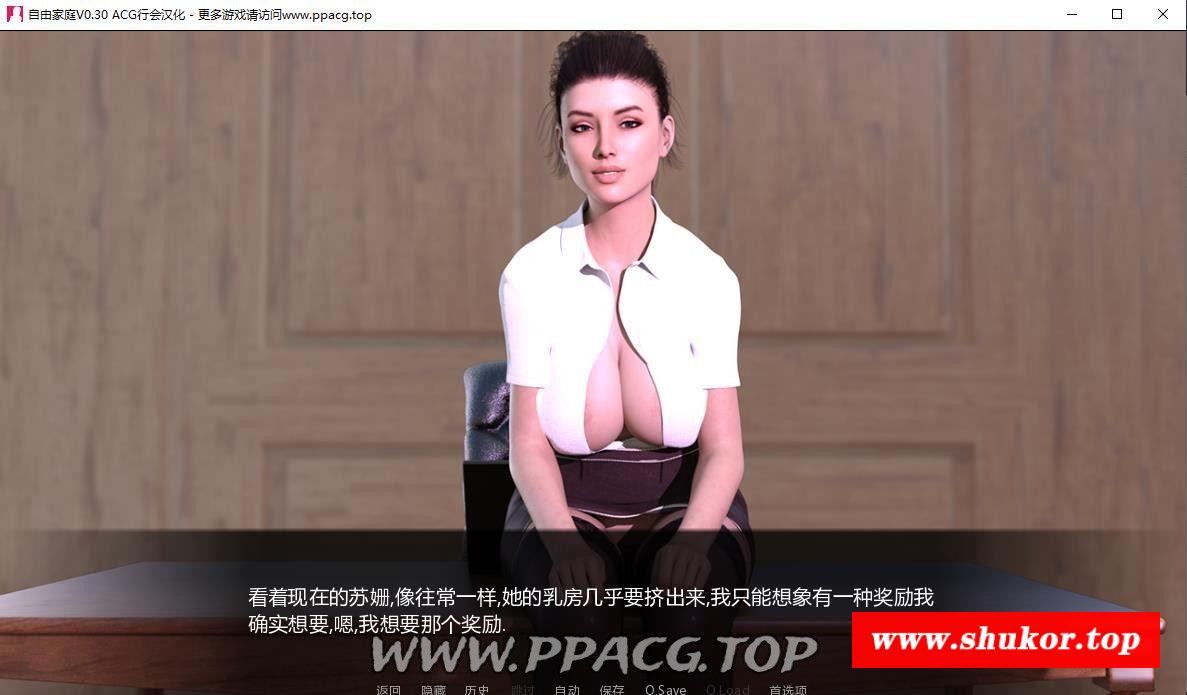 自由家庭V0.30 ACG行会汉化 - 更多游戏请访问www.ppacg.top
看着现在的苏姗,像往常一样,她的乳房几乎要挤出来,我只能想象有一种奖励我
确实想要,嗯,我想要那个奖励.
www.shukor.top
WWW.PPACG.TOP
返回 隐藏 历史 跳过 自动 保存 Q.Save Q.Load 首选项